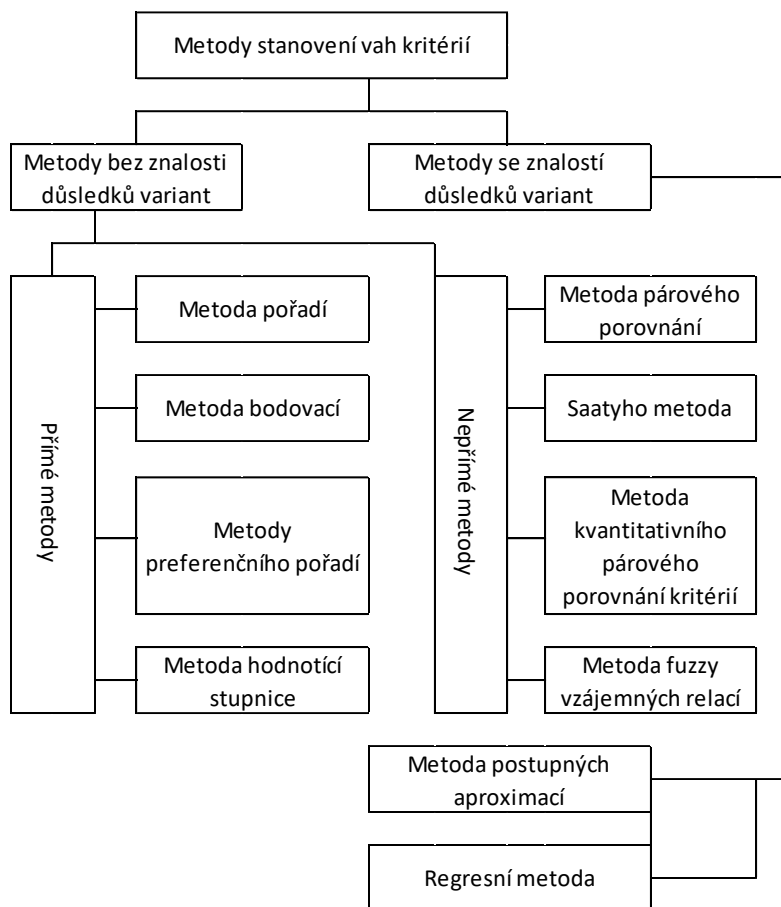 Metody stanovení vah kritérií
Metody bez znalosti
důsledků variant
Metody se znalostí
důsledků variant
Přímé metody
Metoda pořadí
Metoda bodovací
Metody
preferenčního pořadí
Metoda hodnotící
stupnice
Nepřímé metody
Metoda párového
porovnání
Saatyho metoda
Metoda
kvantitativního
párového
porovnání kritérií
Metoda fuzzy
vzájemných relací
Metoda postupných
aproximací
Regresní metoda